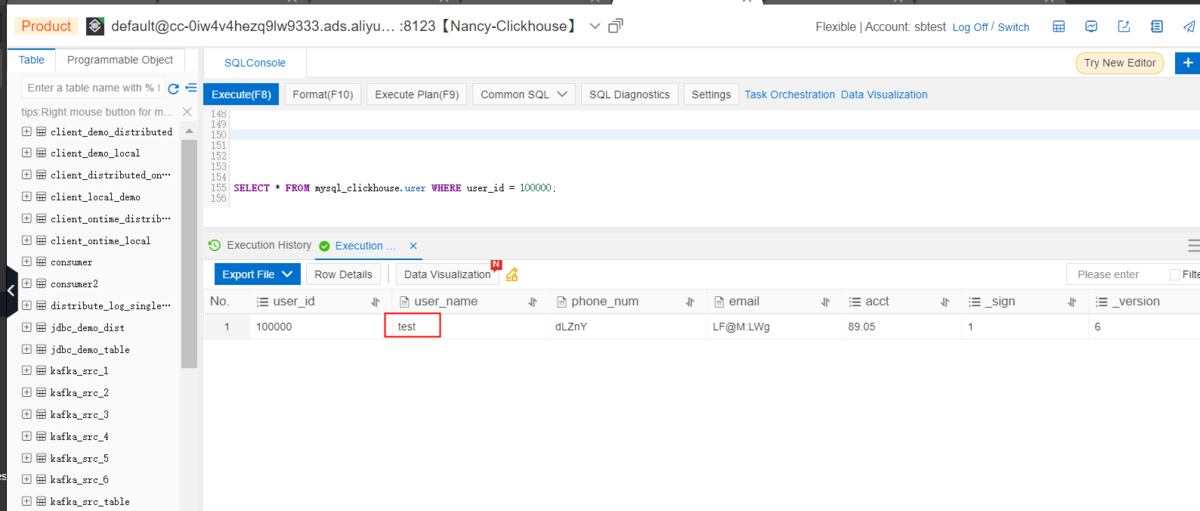 Product default@cc-0iw4v4hezq9lw9333.ads.aliyu... :8123【Nancy-Clickhouse】 Flexible | Account: sbtest Log Off / Switch
Table Programmable Object
SQLConsole
Try New Editor +
Enter a table name with % !
Execute(F8) Format(F10) Execute Plan(F9) Common SQL SQL Diagnostics Settings Task Orchestration Data Visualization
tips:Right mouse button for m...
client_demo_distributed
client_demo_local
client_distributed_on···
client_local_demo
client_ontime_distrib···
client_ontime_local
consumer
consumer2
distribute_log_single···
jdbc_demo_dist
jdbc_demo_table
kafka_src_1
kafka_src_2
kafka_src_3
kafka_src_4
kafka_src_5
kafka_src_6
kafka_src_table
148
149
150
151
152
153
154
155 SELECT * FROM mysql_clickhouse.user WHERE user_id = 100000;
156
Execution History Execution ... ×
Export File Row Details Data Visualization N Please enter Filte
No. user_id user_name phone_num email acct _sign _version
1 100000 test dLZnY LF@M:LWg 89.05 1 6